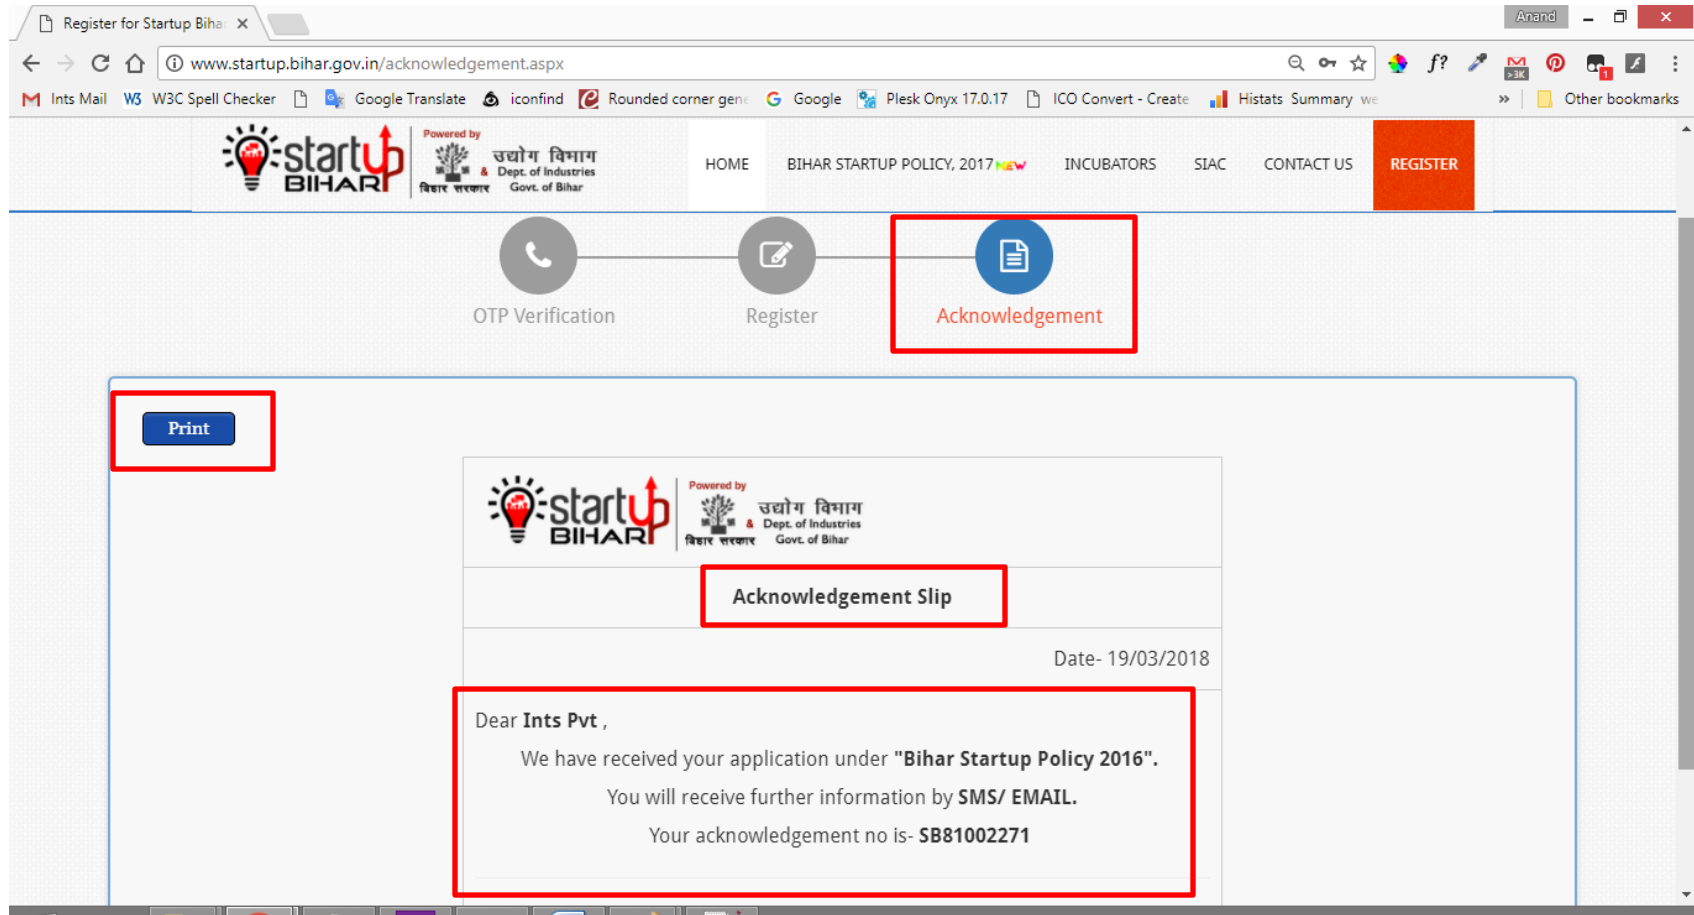 Register for Startup Bihar
Anand
www.startup.bihar.gov.in/acknowledgement.aspx
f?
>3K
1
Ints Mail W3 W3C Spell Checker Google Translate iconfind Rounded corner gene Google Plesk Onyx 17.0.17 ICO Convert - Create Histats Summary we » Other bookmarks
startup
BIHAR
Powered by
उद्योग विभाग
& Dept. of Industries
बिहार सरकार Govt. of Bihar
HOME BIHAR STARTUP POLICY, 2017 NEW INCUBATORS SIAC CONTACT US REGISTER
OTP Verification Register Acknowledgement
Print
startup
BIHAR
Powered by
उद्योग विभाग
& Dept. of Industries
बिहार सरकार Govt. of Bihar
Acknowledgement Slip
Date- 19/03/2018
Dear Ints Pvt ,
We have received your application under "Bihar Startup Policy 2016".
You will receive further information by SMS/ EMAIL.
Your acknowledgement no is- SB81002271